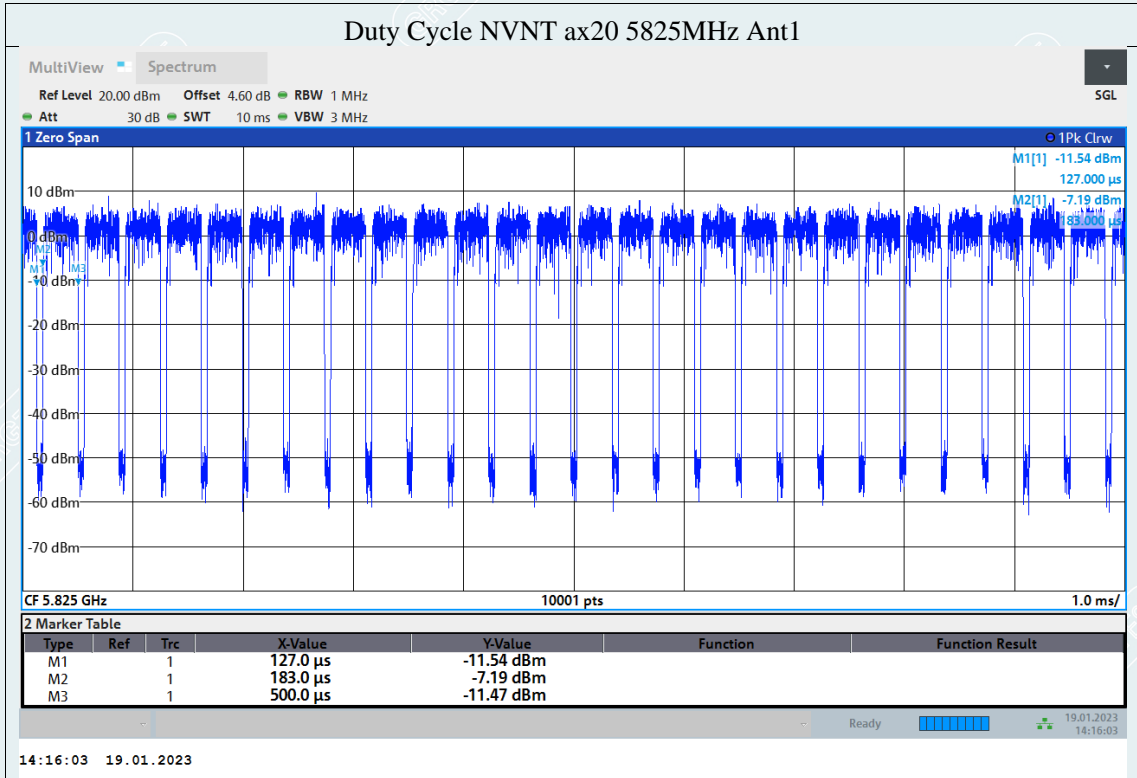 Duty Cycle NVNT ax20 5825MHz Ant1
MultiView Spectrum
Ref Level 20.00 dBm Offset 4.60 dB RBW 1 MHz
SGL
Att 30 dB SWT 10 ms VBW 3 MHz
1 Zero Span
1Pk Clrw
M1[1] -11.54 dBm
127.000 µs
M2[1] -7.19 dBm
183.000 µs
10 dBm
0 dBm
M2
M1
M3
-10 dBm
-20 dBm
-30 dBm
-40 dBm
-50 dBm
-60 dBm
-70 dBm
CF 5.825 GHz 10001 pts 1.0 ms/
2 Marker Table
Type Ref Trc X-Value Y-Value Function Function Result
M1 1 127.0 µs -11.54 dBm
M2 1 183.0 µs -7.19 dBm
M3 1 500.0 µs -11.47 dBm
Ready
19.01.2023
14:16:03
14:16:03 19.01.2023